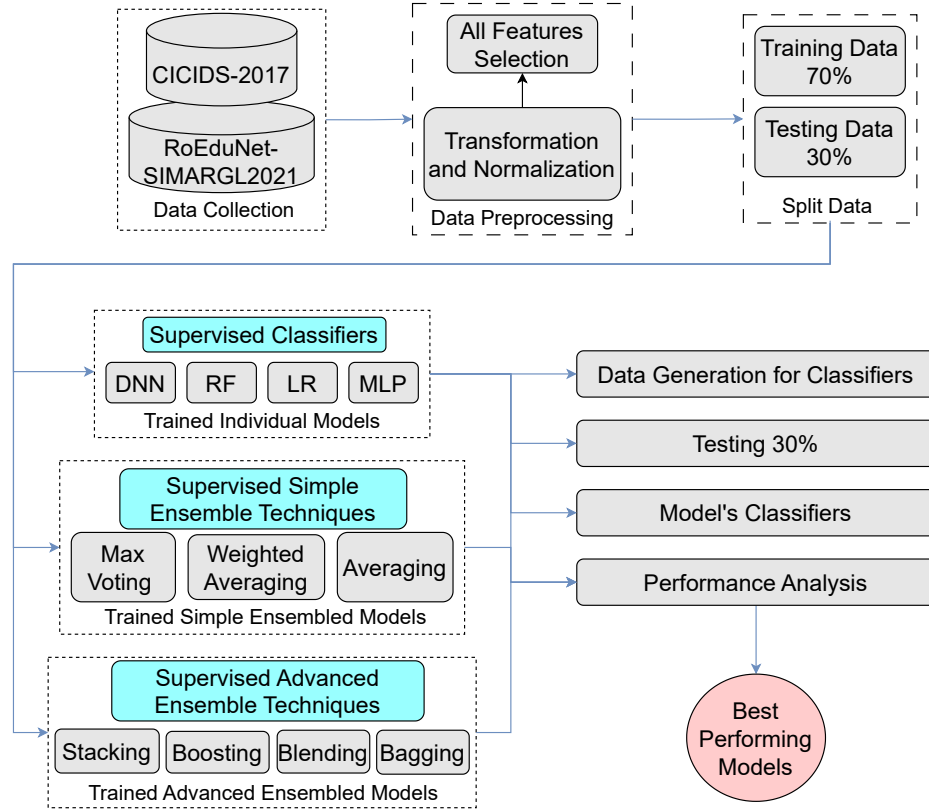 CICIDS-2017
RoEduNet-
SIMARGL2021
Data Collection
All Features
Selection
Transformation
and Normalization
Data Preprocessing
Training Data
70%
Testing Data
30%
Split Data
Supervised Classifiers
DNN
RF
LR
MLP
Trained Individual Models
Supervised Simple
Ensemble Techniques
Max
Voting
Weighted
Averaging
Averaging
Trained Simple Ensembled Models
Supervised Advanced
Ensemble Techniques
Stacking
Boosting
Blending
Bagging
Trained Advanced Ensembled Models
Data Generation for Classifiers
Testing 30%
Model's Classifiers
Performance Analysis
Best
Performing
Models